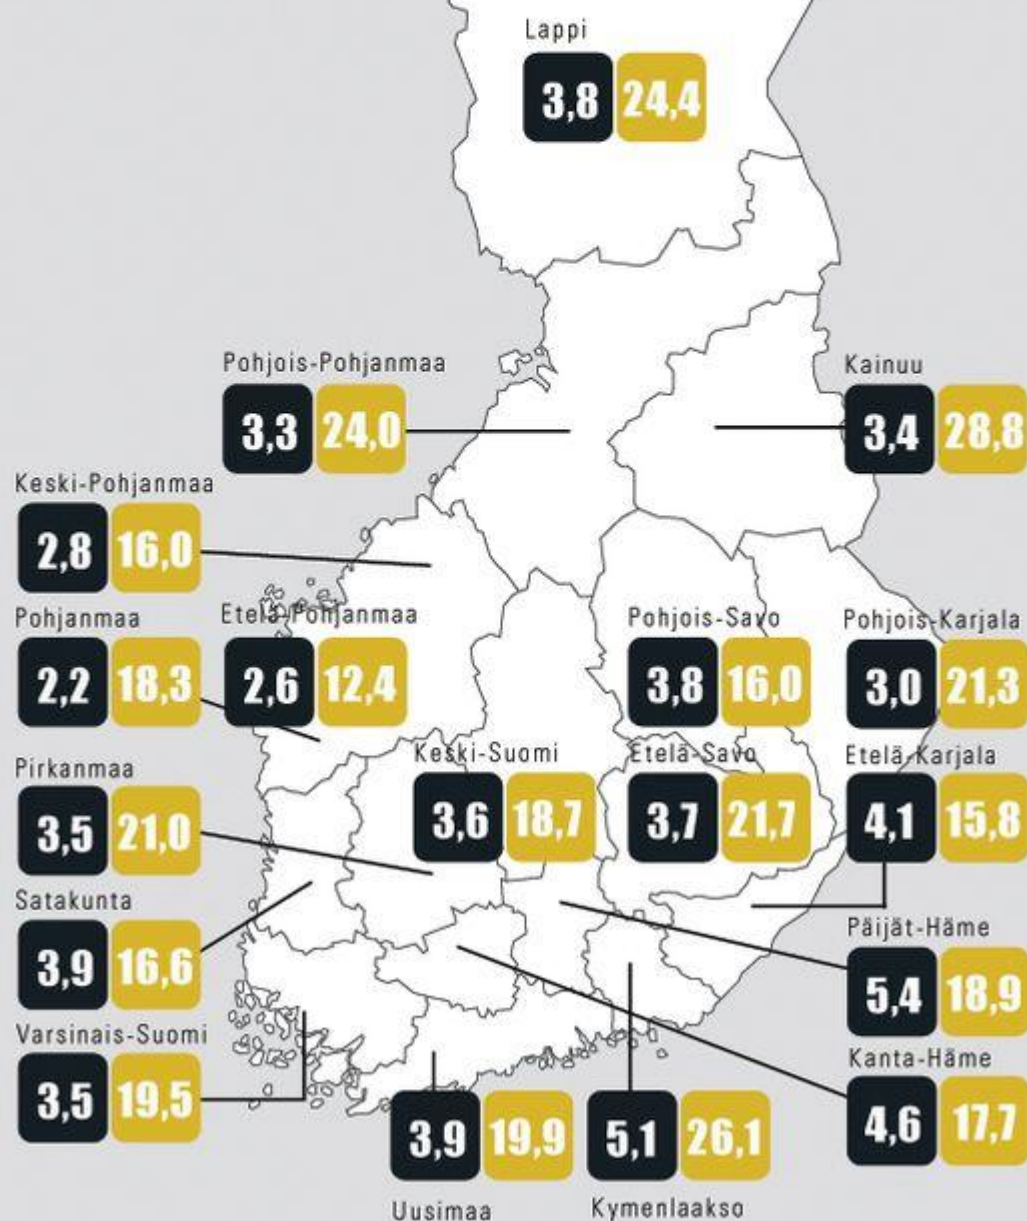 Lappi
3,8 24,4
Pohjois-Pohjanmaa
3,3 24,0
Kainuu
3,4 28,8
Keski-Pohjanmaa
2,8 16,0
Pohjanmaa
2,2 18,3
Etelä-Pohjanmaa
2,6 12,4
Pohjois-Savo
3,8 16,0
Pohjois-Karjala
3,0 21,3
Pirkanmaa
3,5 21,0
Keski-Suomi
3,6 18,7
Etelä-Savo
3,7 21,7
Etelä-Karjala
4,1 15,8
Satakunta
3,9 16,6
Päijät-Häme
5,4 18,9
Varsinais-Suomi
3,5 19,5
Kanta-Häme
4,6 17,7
3,9 19,9
Uusimaa
5,1 26,1
Kymenlaakso